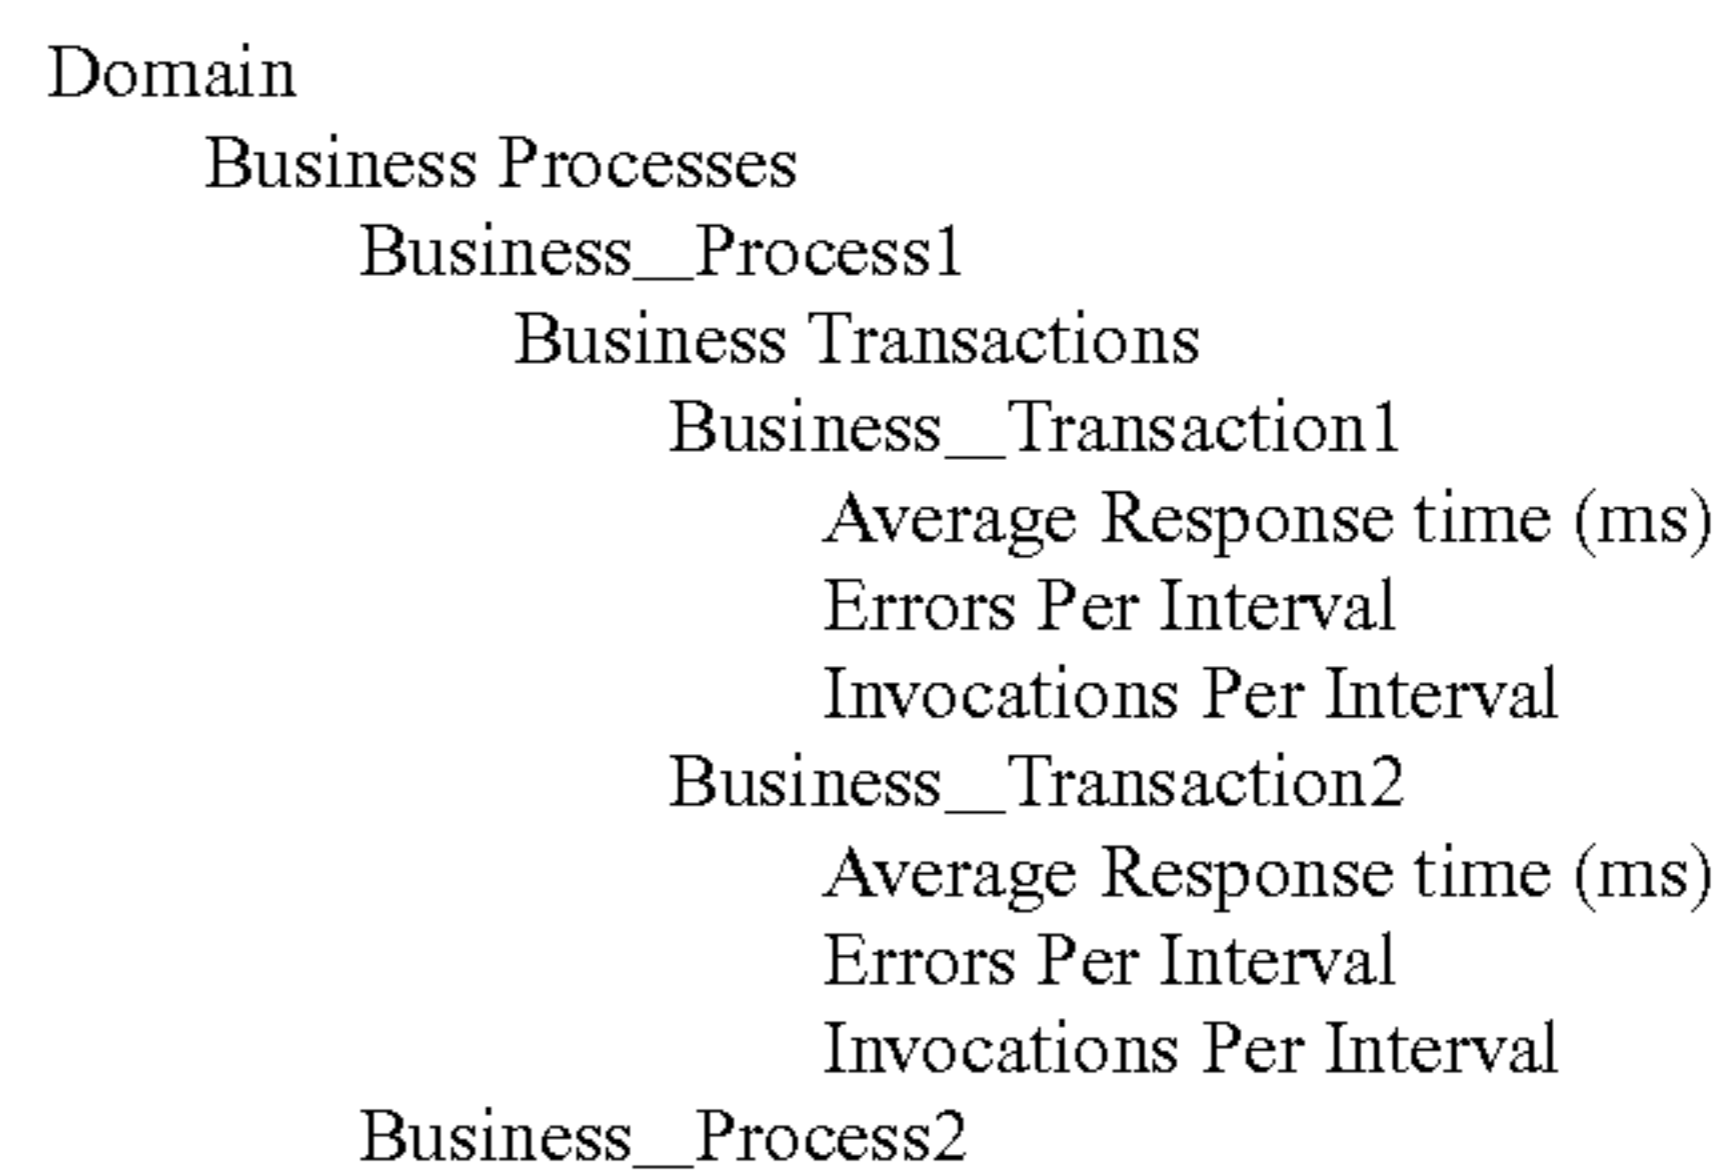 Domain
Business Processes
Business_Process1
Business Transactions
Business_Transaction1
Average Response time (ms)
Errors Per Interval
Invocations Per Interval
Business_Transaction2
Average Response time (ms)
Errors Per Interval
Invocations Per Interval
Business_Process2